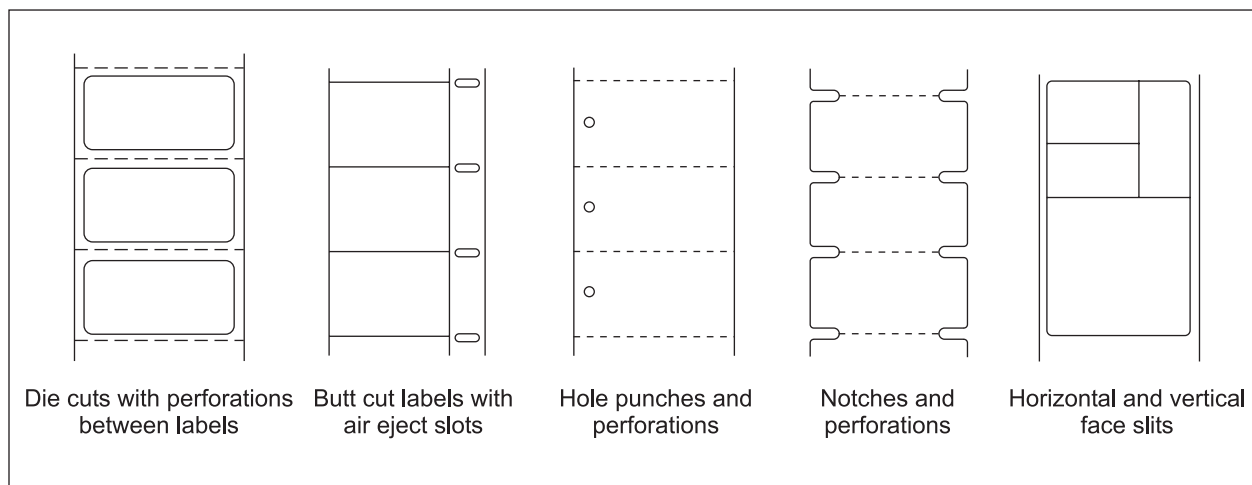 Die cuts with perforations
between labels
Butt cut labels with
air eject slots
Hole punches and
perforations
Notches and
perforations
Horizontal and vertical
face slits